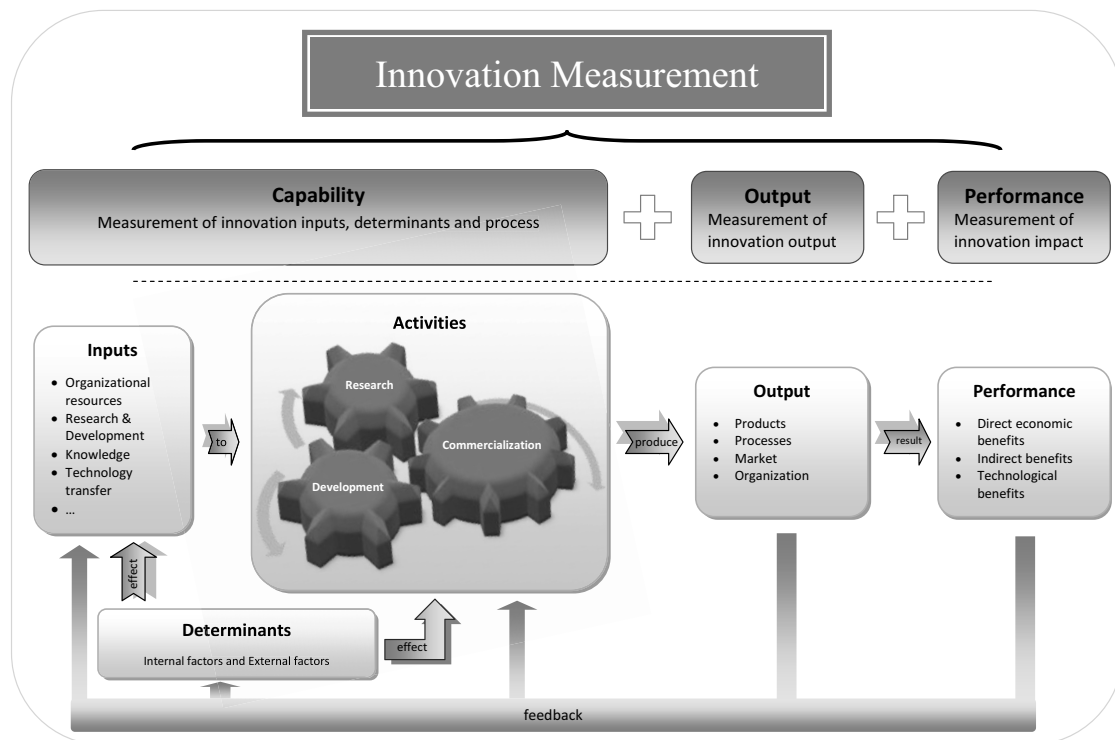 Innovation Measurement
Capability
Measurement of innovation inputs, determinants and process
Output
Measurement of
innovation output
Performance
Measurement of
innovation impact
Inputs
• Organizational
resources
• Research &
Development
• Knowledge
• Technology
transfer
• ...
to
Activities
Research
Commercialization
Development
produce
Output
• Products
• Processes
• Market
• Organization
result
Performance
• Direct economic
benefits
• Indirect benefits
• Technological
benefits
effect
Determinants
Internal factors and External factors
effect
feedback